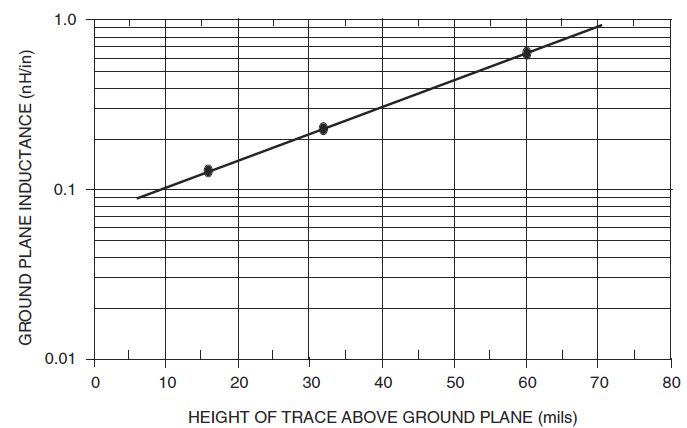 GROUND PLANE INDUCTANCE (nH/in)
1.0
0.1
0.01
0 10 20 30 40 50 60 70 80
HEIGHT OF TRACE ABOVE GROUND PLANE (mils)